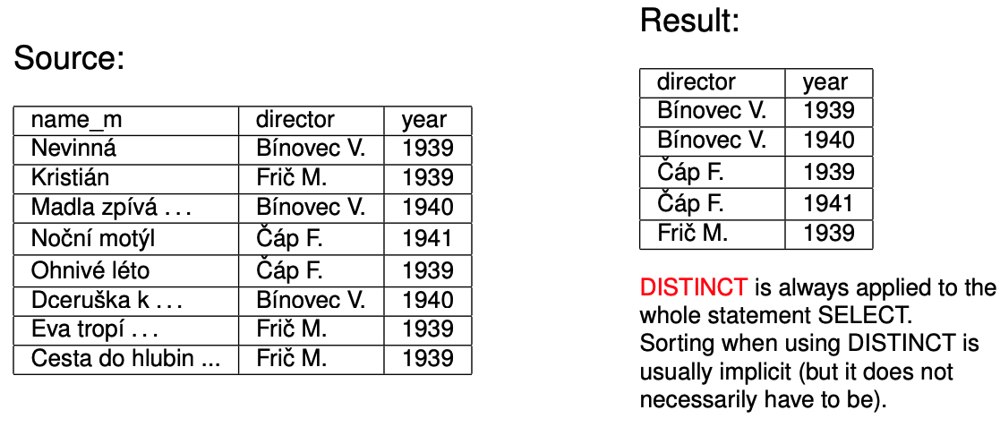 Source:
name_m director year
Nevinná Bínovec V. 1939
Kristián Frič M. 1939
Madla zpívá . . . Bínovec V. 1940
Noční motýl Čáp F. 1941
Ohnivé léto Čáp F. 1939
Dceruška k . . . Bínovec V. 1940
Eva tropí . . . Frič M. 1939
Cesta do hlubin ... Frič M. 1939
Result:
director year
Bínovec V. 1939
Bínovec V. 1940
Čáp F. 1939
Čáp F. 1941
Frič M. 1939
DISTINCT is always applied to the
whole statement SELECT.
Sorting when using DISTINCT is
usually implicit (but it does not
necessarily have to be).